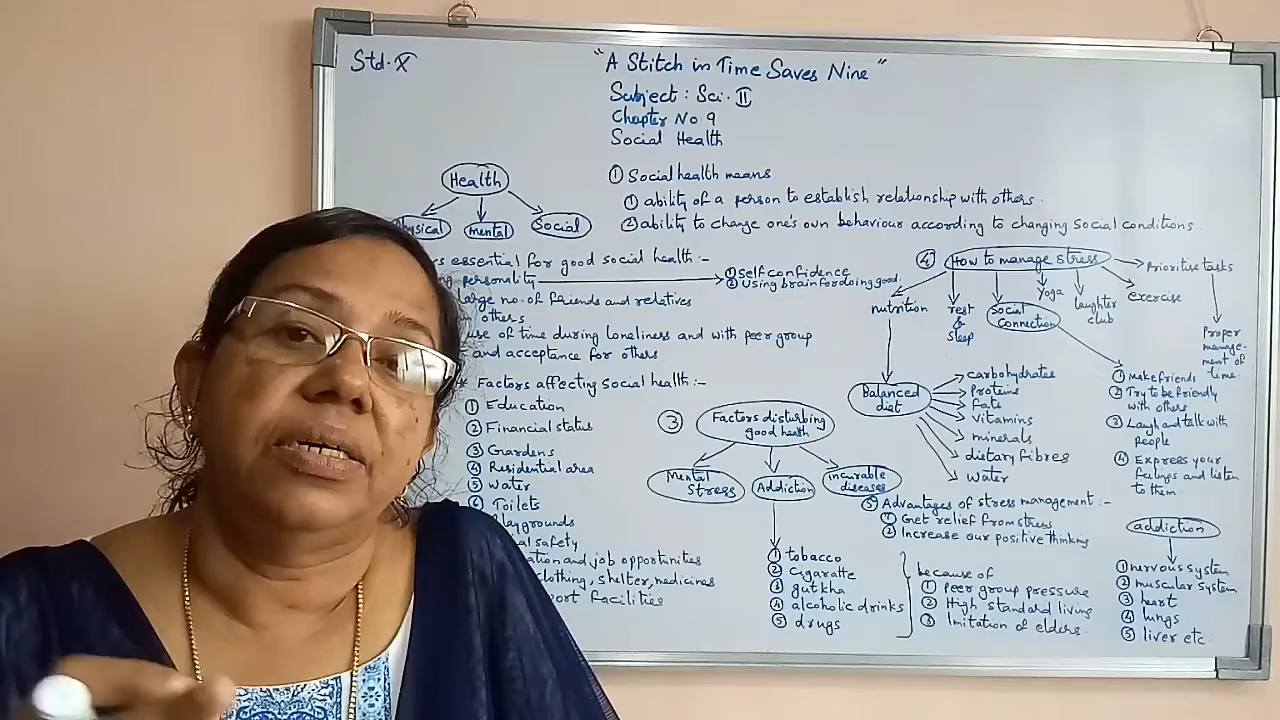 Std. X
"A Stitch in Time Saves Nine"
Subject : Sci. II
Chapter No 9
Social Health
Health
mental
Social
① Social health means
① ability of a person to establish relationship with others.
② ability to change one's own behaviour according to changing Social conditions.
essential for good social health :-
personality
① Self confidence
② Using brain for doing good.
large no. of friends and relatives
others
of time during loneliness and with peer group
and acceptance for others
* Factors affecting Social health :-
① Education
② Financial status
③ Gardens
④ Residential area
⑤ Water
⑥ Toilets
safety
and job opportunities
clothing, shelter, medicines
facilities
③ Factors disturbing
good health
Mental
Stress
Addiction
incurable
diseases
① tobacco
② cigaratte
③ gutkha
④ alcoholic drinks
⑤ drugs
because of
① Peer group pressure
② High standard living
③ Imitation of elders.
④ How to manage stress
nutrition
rest
&
sleep
Social
Connection
Yoga
laughter
club
exercise
Prioritise tasks
Proper
manage-
ment of
time.
Balanced
diet
carbohydrates
Proteins
Fats
vitamins
minerals
dietary fibres
water
① Make friends
② Try to be friendly
with others
③ Laugh and talk with
people
④ Express your
feelings and listen
to them.
⑤ Advantages of stress management :-
① Get relief from stress
② Increase our positive thinking
addiction
① nervous system
② muscular system
③ heart
④ lungs
⑤ liver etc.